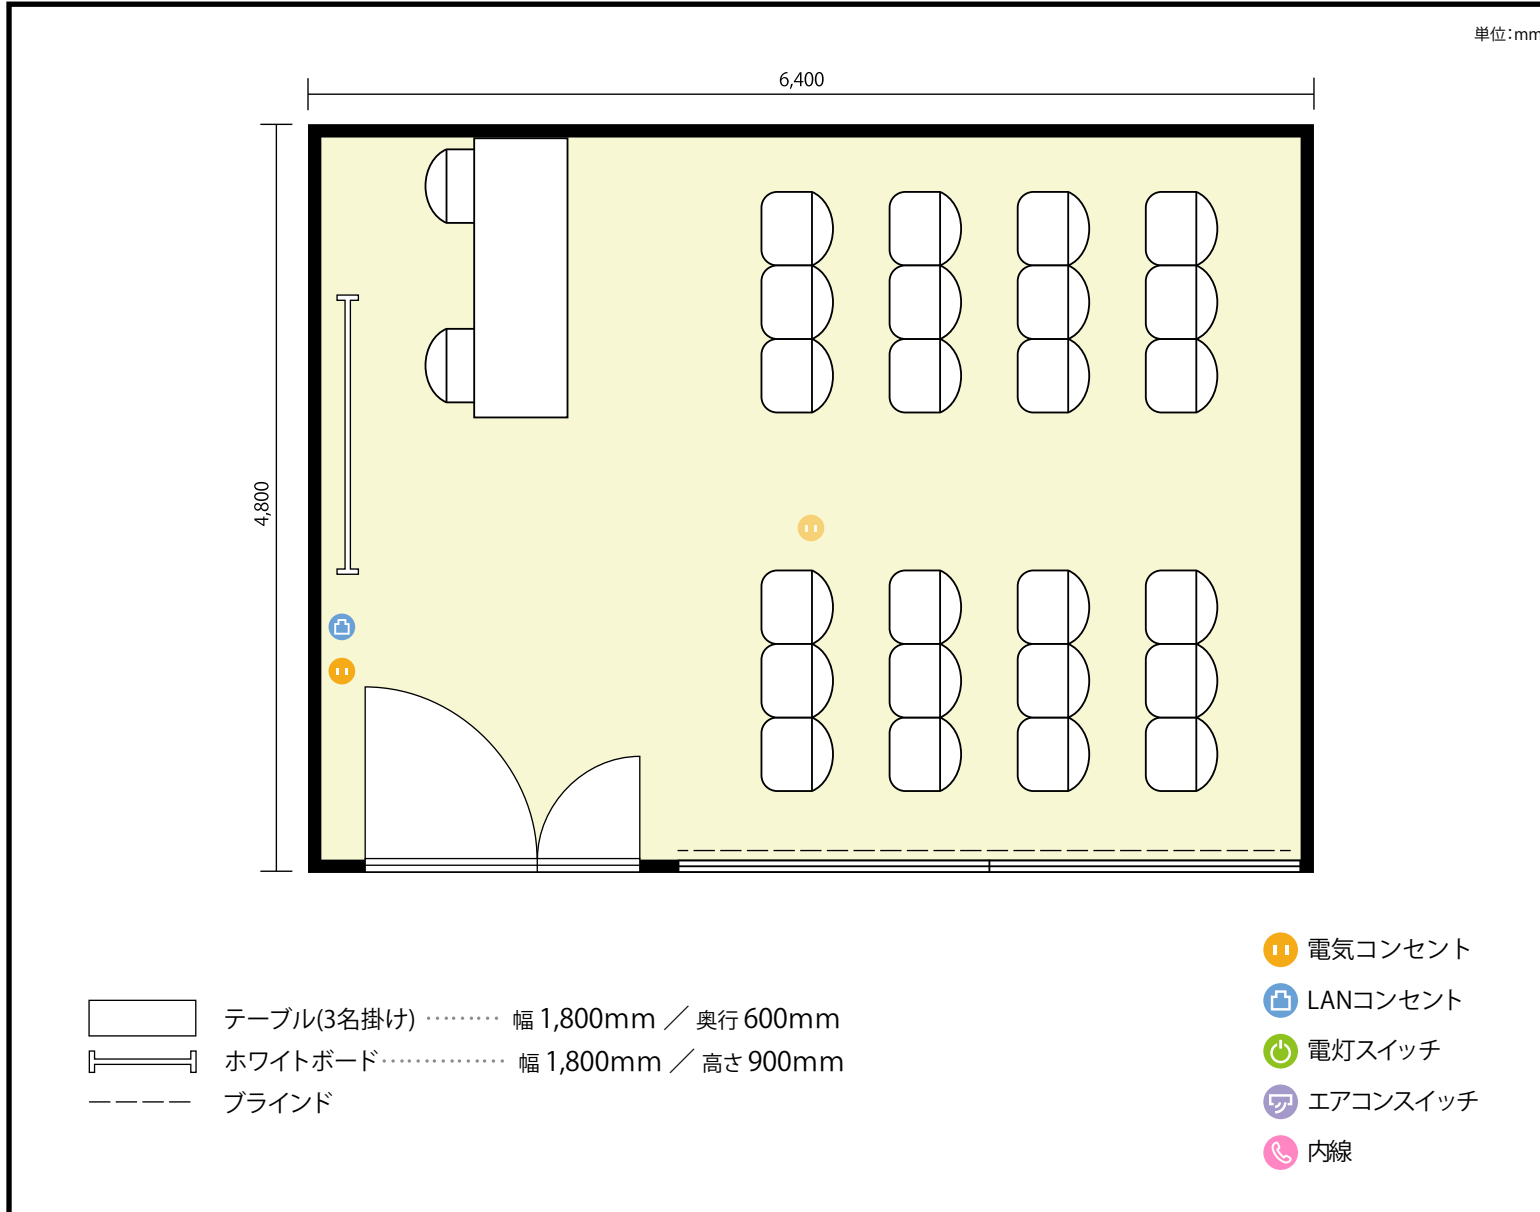 単位：mm
6,400
4,800
テーブル(3名掛け) ‥‥‥‥‥ 幅 1,800mm ／ 奥行 600mm
ホワイトボード‥‥‥‥‥‥‥‥ 幅 1,800mm ／ 高さ 900mm
ブラインド
電気コンセント
LANコンセント
電灯スイッチ
エアコンスイッチ
内線